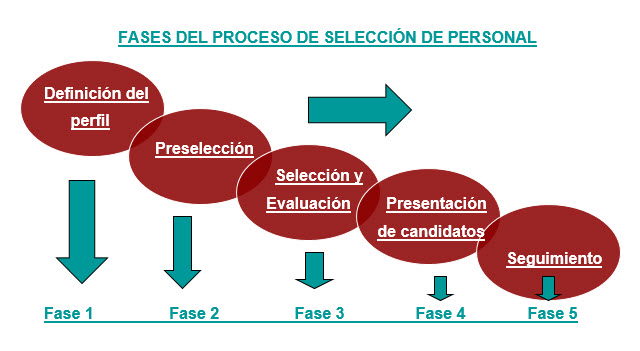 FASES DEL PROCESO DE SELECCIÓN DE PERSONAL
Definición del
perfil
Preselección
Selección y
Evaluación
Presentación
de candidatos
Seguimiento
Fase 1 Fase 2 Fase 3 Fase 4 Fase 5